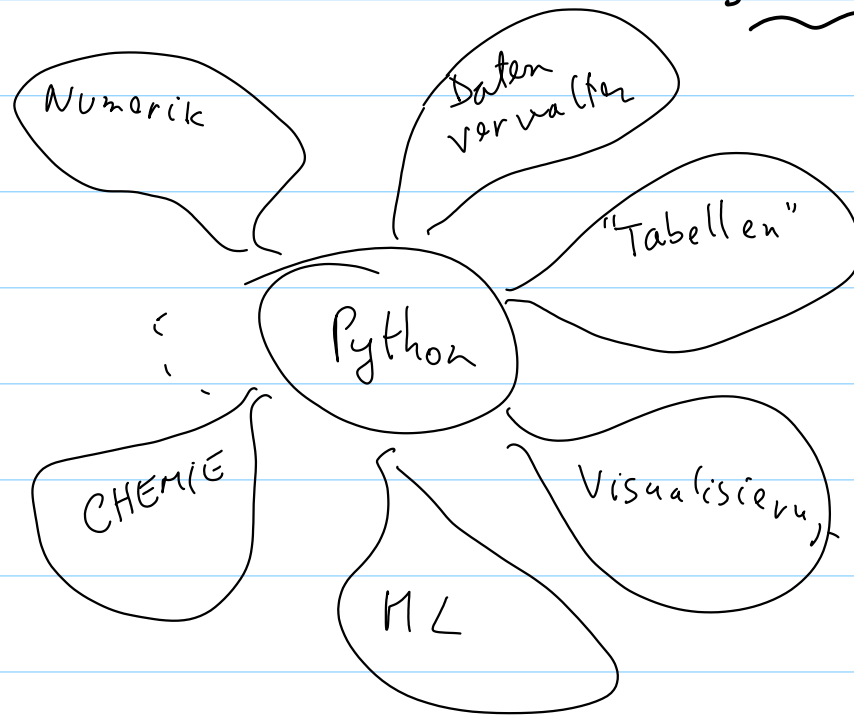 Numerik
Daten
verwalten
"Tabellen"
Python
CHEMIE
Visualisierung
ML